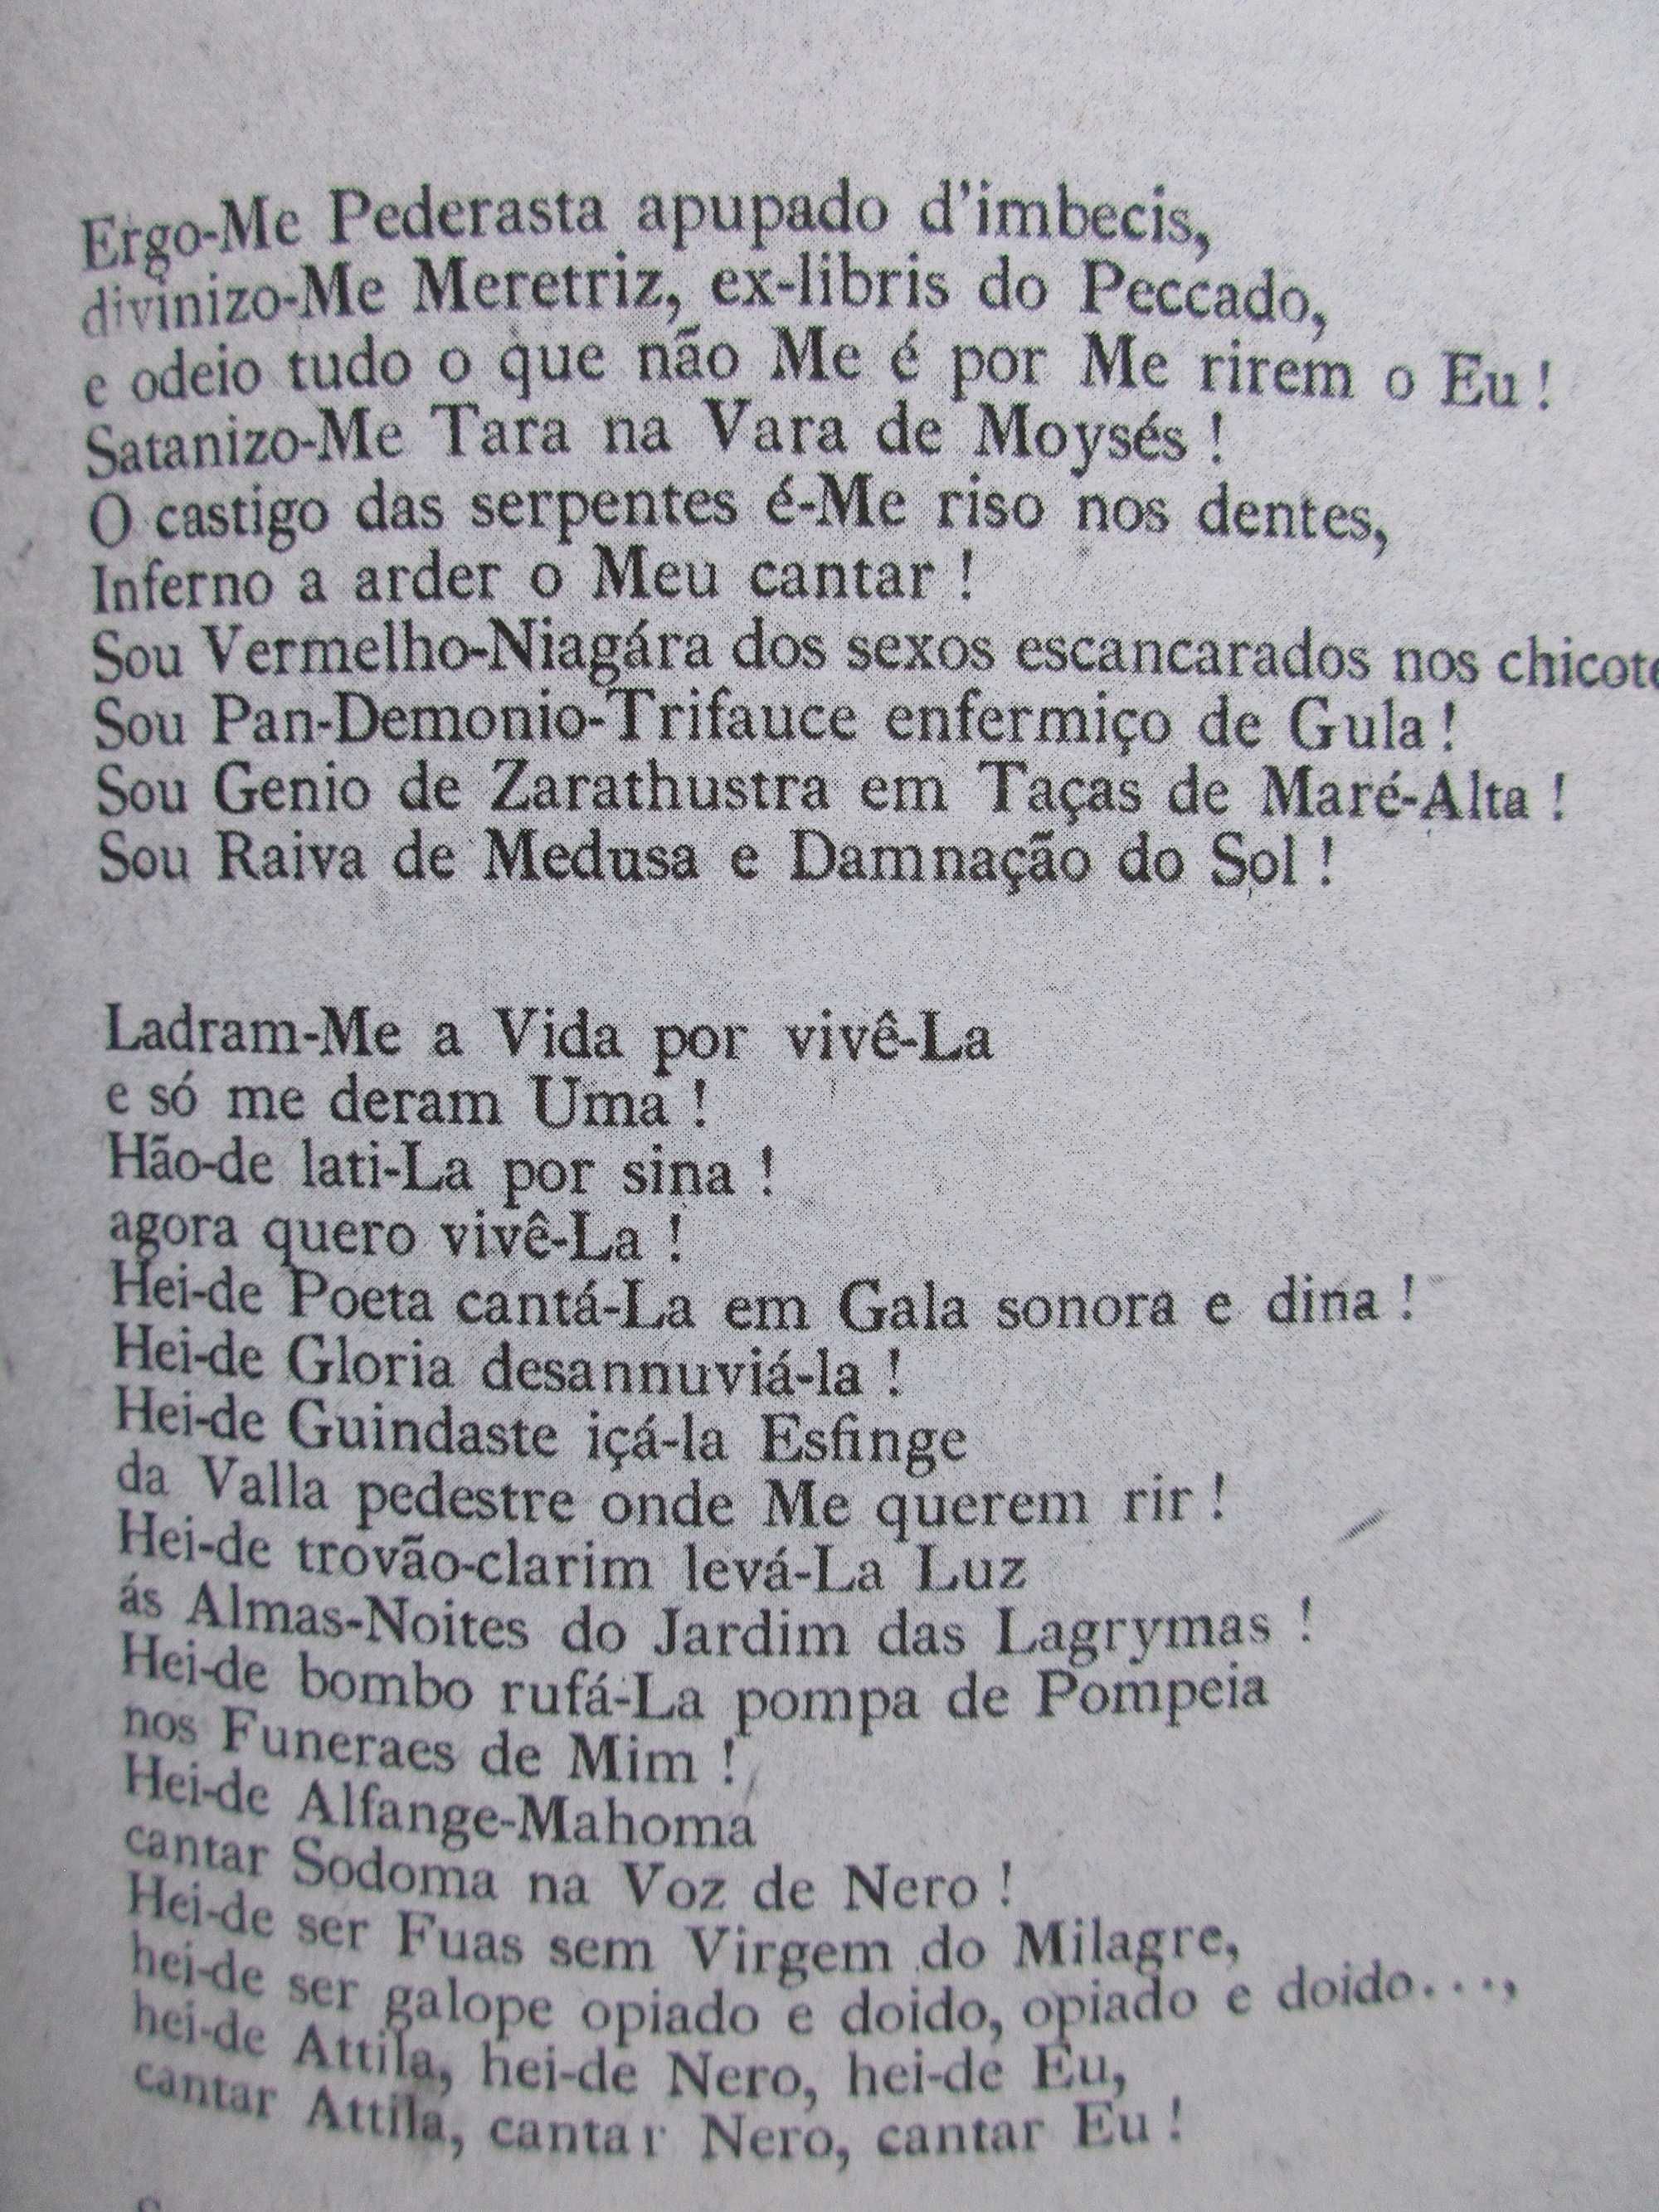 Ergo-Me Pederasta apupado d'imbecis,
divinizo-Me Meretriz, ex-libris do Peccado,
e odeio tudo o que não Me é por Me rirem o Eu !
Satanizo-Me Tara na Vara de Moysés !
O castigo das serpentes é-Me riso nos dentes,
Inferno a arder o Meu cantar !
Sou Vermelho-Niagára dos sexos escancarados nos
Sou Pan-Demonio-Trifauce enfermiço de Gula !
Sou Genio de Zarathustra em Taças de Maré-Alta !
Sou Raiva de Medusa e Damnação do Sol !
Ladram-Me a Vida por vivê-La
e só me deram Uma !
Hão-de lati-La por sina !
agora quero vivê-La !
Hei-de Poeta cantá-La em Gala sonora e dina !
Hei-de Gloria desannuviá-la !
Hei-de Guindaste içá-la Esfinge
da Valla pedestre onde Me querem rir !
Hei-de trovão-clarim levá-La Luz
ás Almas-Noites do Jardim das Lagrymas !
Hei-de bombo rufá-La pompa de Pompeia
nos Funeraes de Mim !
Hei-de Alfange-Mahoma
cantar Sodoma na Voz de Nero !
Hei-de ser Fuas sem Virgem do Milagre,
hei-de ser galope opiado e doido, opiado e doido...,
hei-de Attila, hei-de Nero, hei-de Eu,
cantar Attila, cantar Nero, cantar Eu !